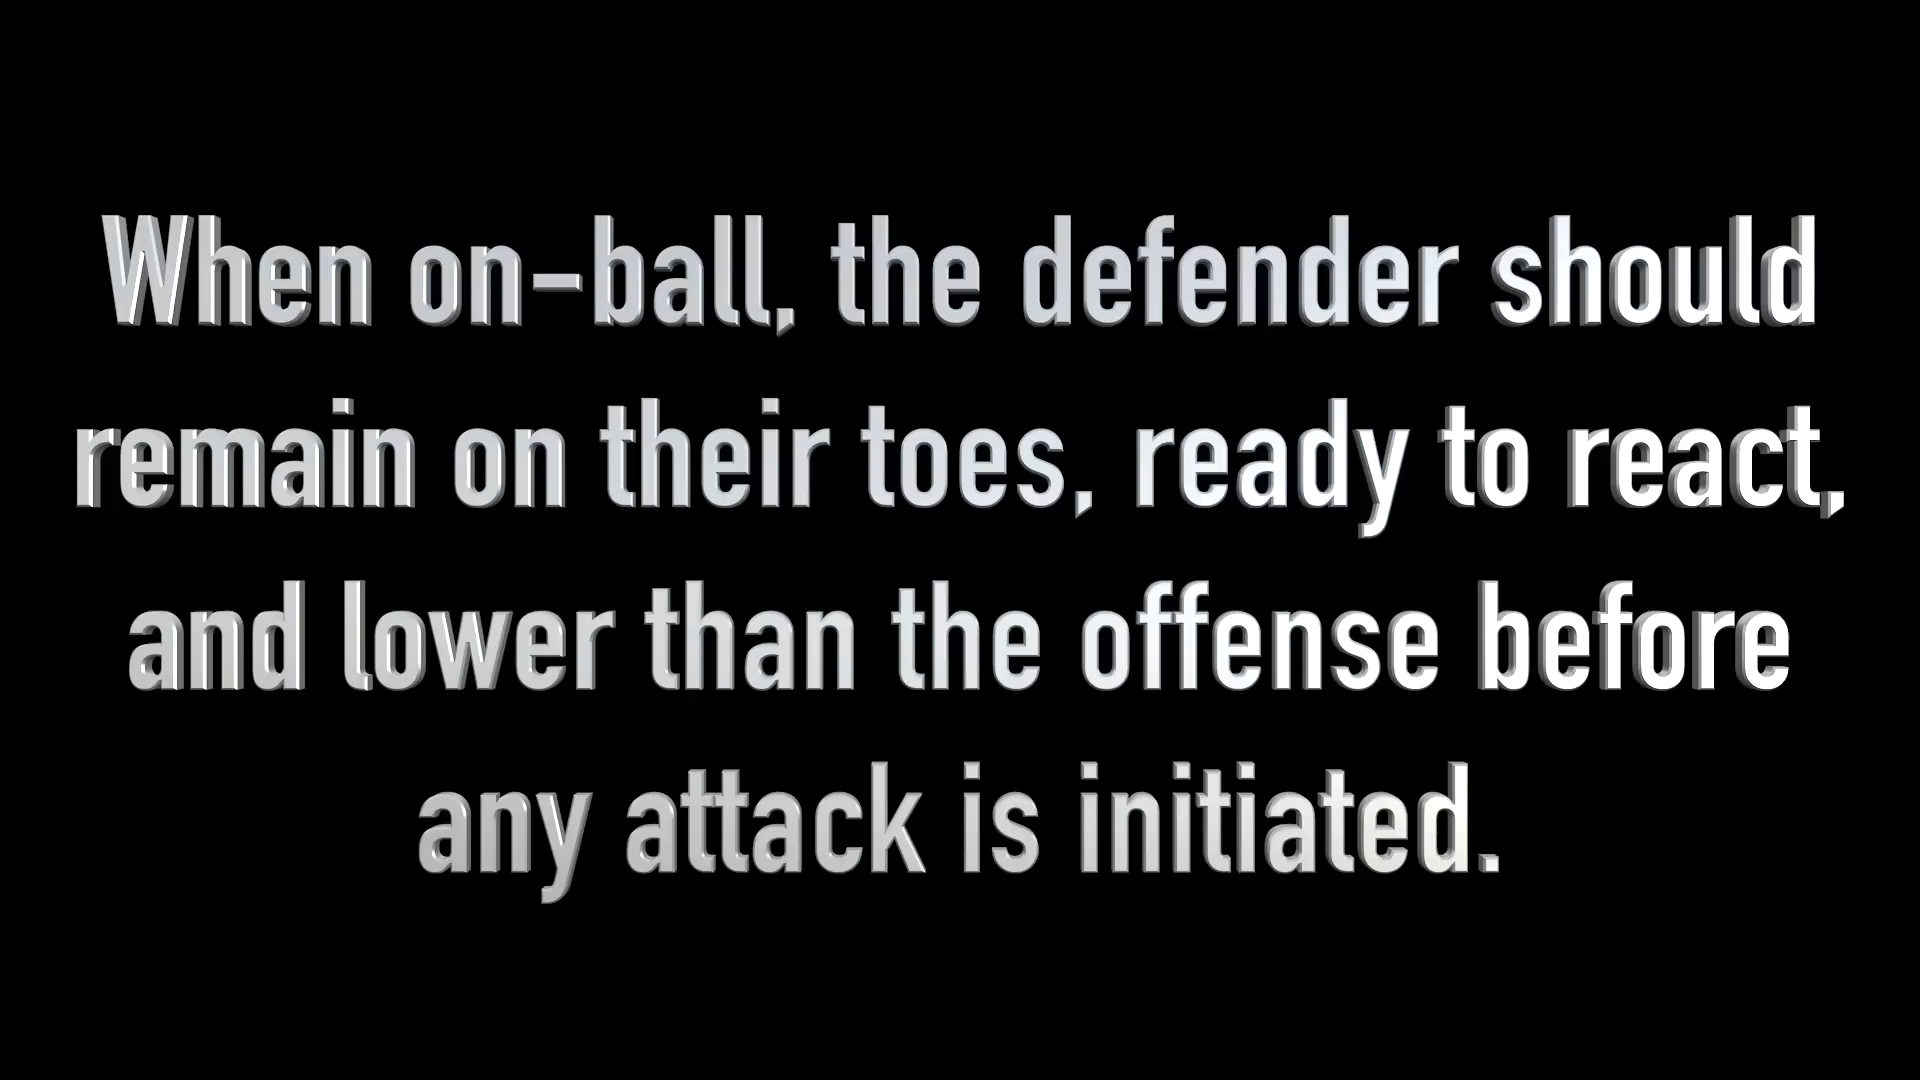 When on-ball, the defender should
remain on their toes, ready to react,
and lower than the offense before
any attack is initiated.